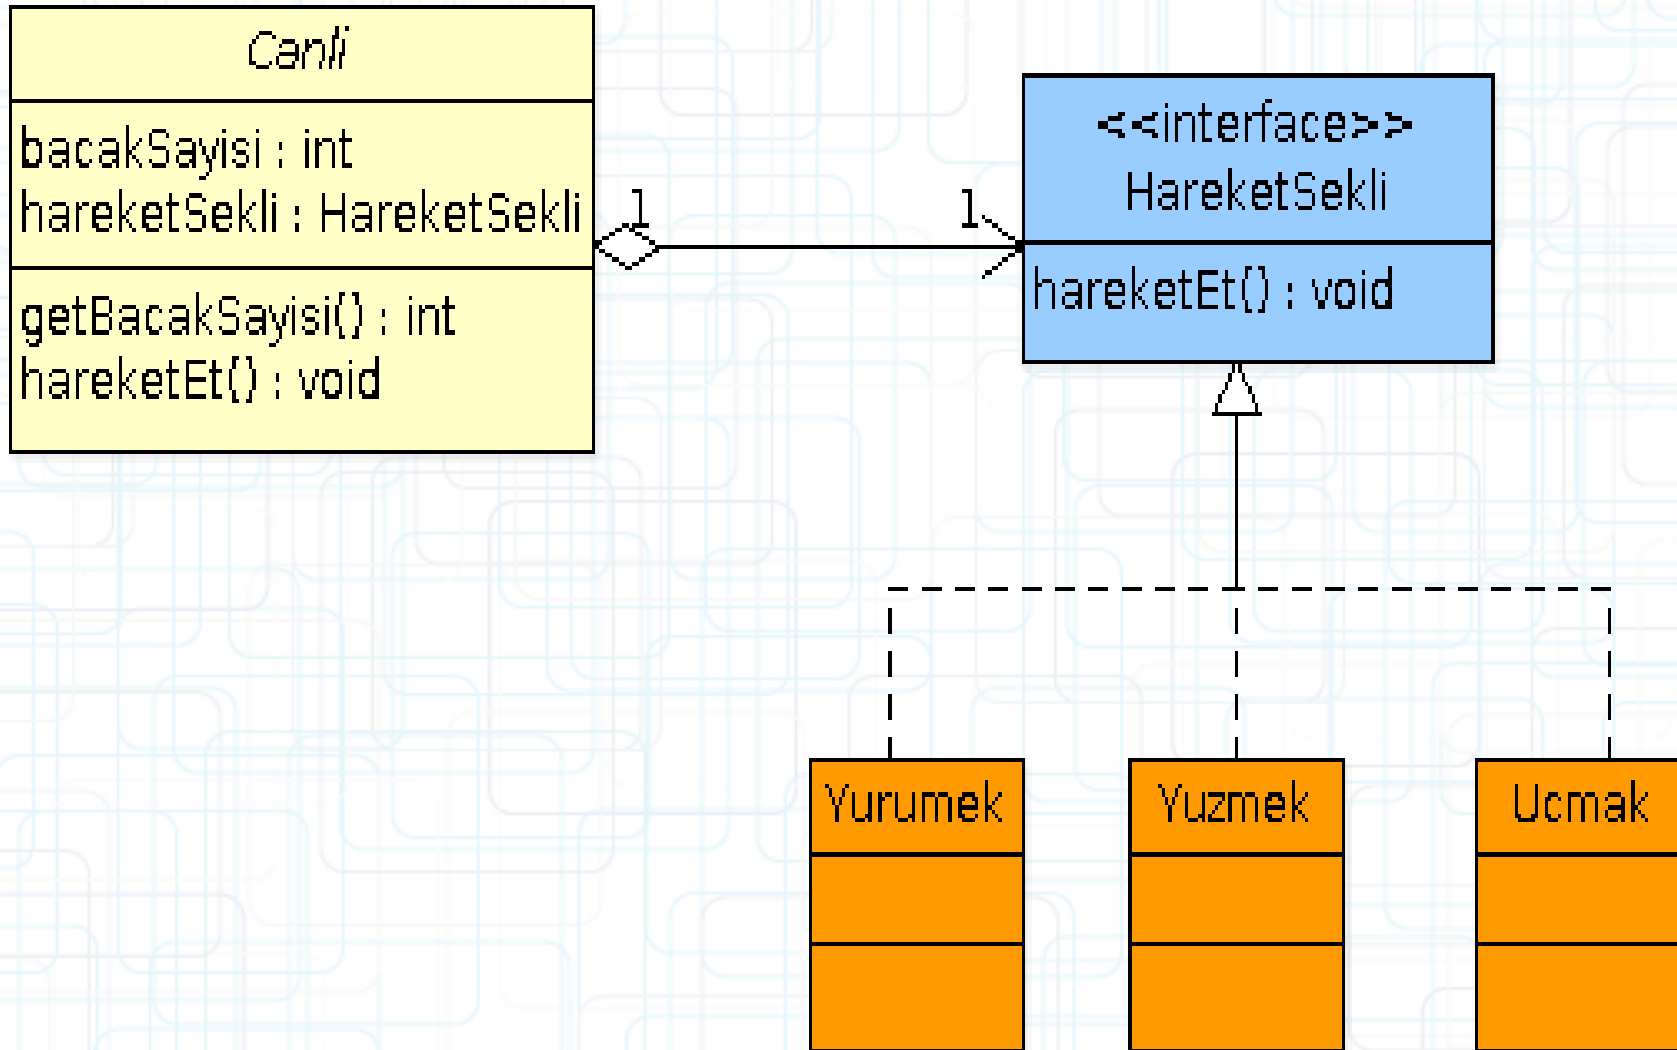 Canli
bacakSayisi : int
hareketSekli : HareketSekli
getBacakSayisi() : int
hareketEt() : void
1
1
<<interface>>
HareketSekli
hareketEt() : void
Yurumek
Yuzmek
Ucmak